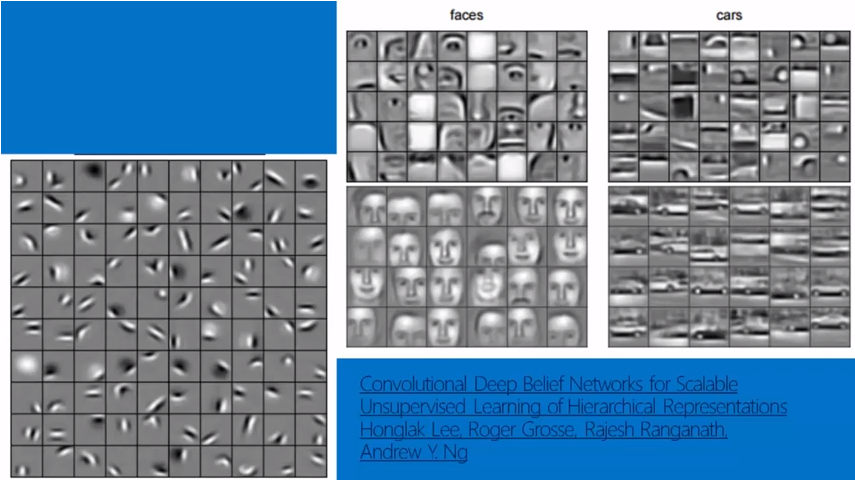 faces
cars
Convolutional Deep Belief Networks for Scalable
Unsupervised Learning of Hierarchical Representations
Honglak Lee, Roger Grosse, Rajesh Ranganath,
Andrew Y. Ng